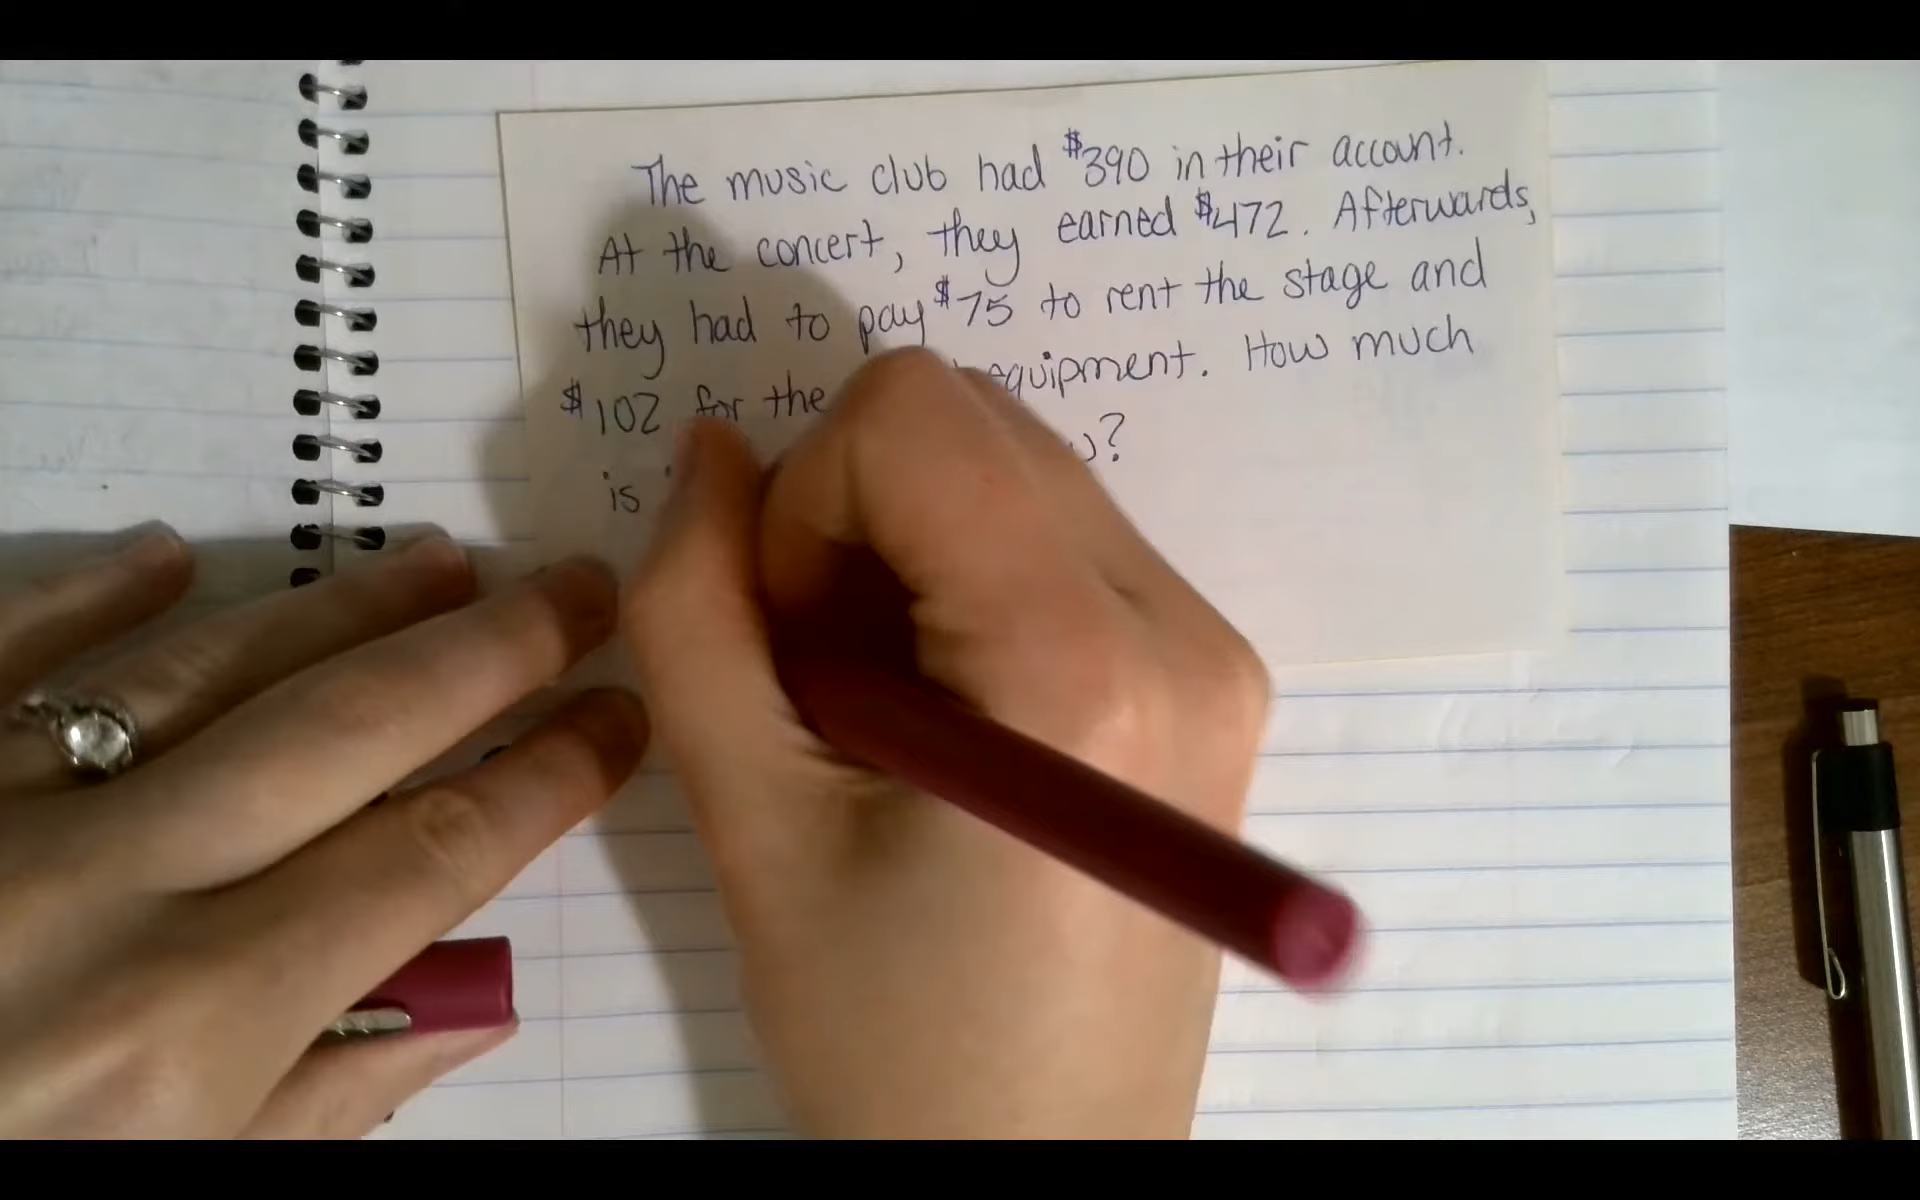 The music club had $390 in their account.
At the concert, they earned $472. Afterwards,
they had to pay $75 to rent the stage and
$102 for the equipment. How much
is ?